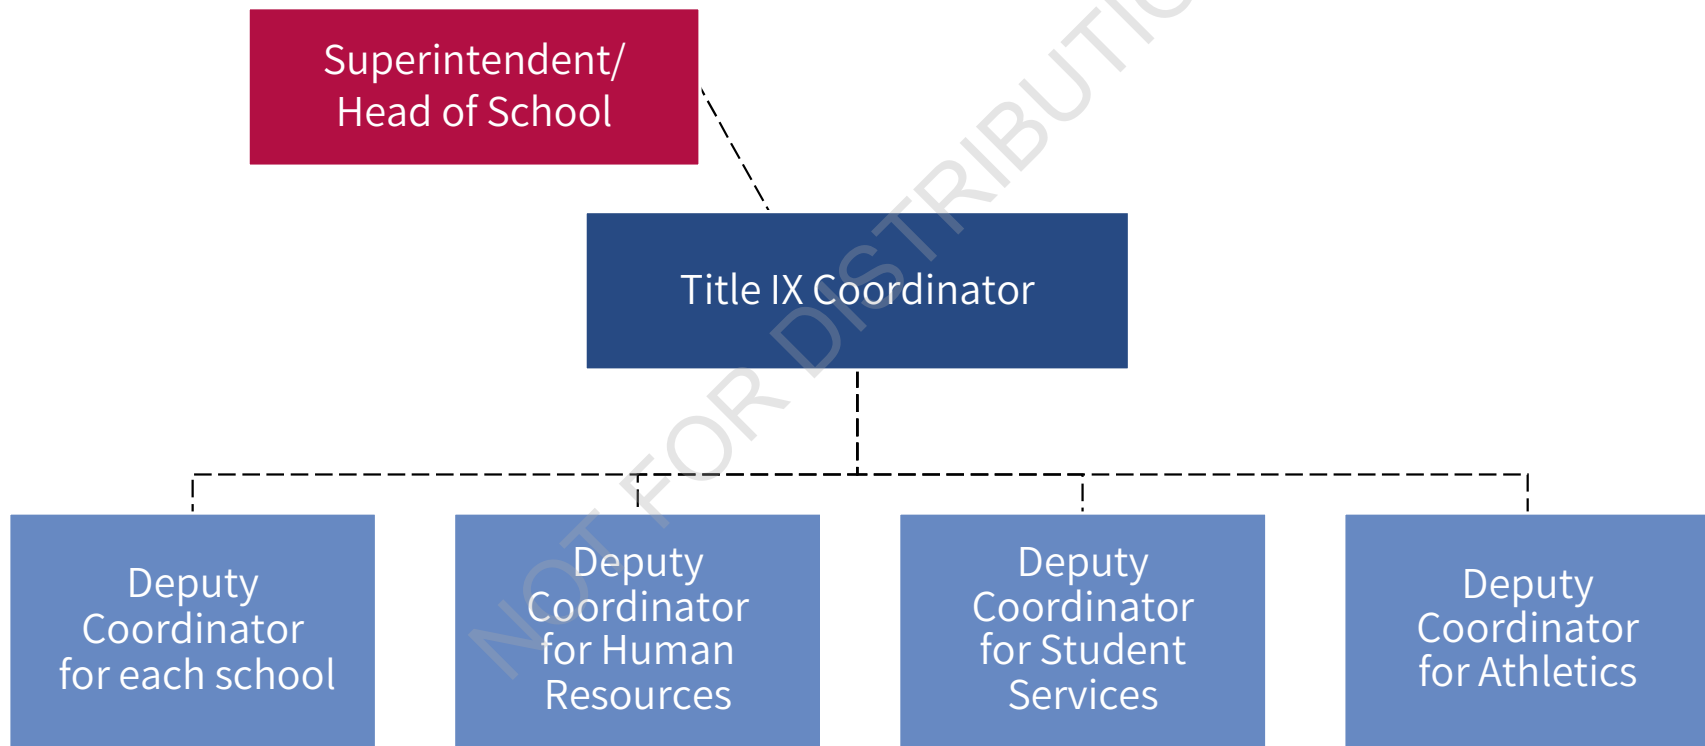 Superintendent/
Head of School
Title IX Coordinator
Deputy
Coordinator
for each school
Deputy
Coordinator
for Human
Resources
Deputy
Coordinator
for Student
Services
Deputy
Coordinator
for Athletics
NOT FOR DISTRIBUTIO